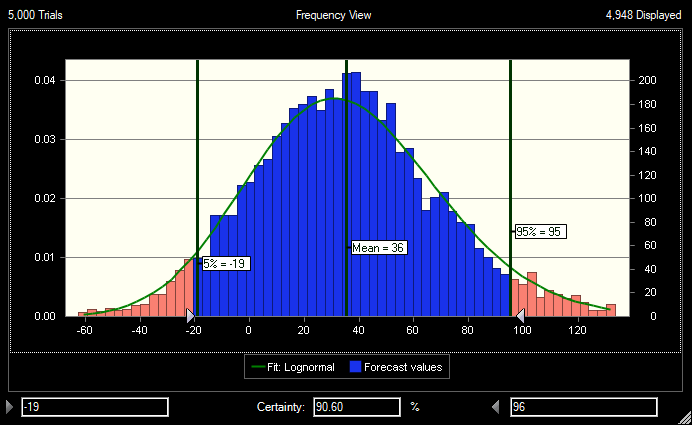 5,000 Trials Frequency View 4,948 Displayed
0.04 200
180
160
0.03 140
120
0.02 100
80
Mean = 36 95% = 95
0.01 60
5% = -19
40
20
0.00 0
-60 -40 -20 0 20 40 60 80 100 120
Fit: Lognormal Forecast values
-19 Certainty: 90.60 % 96